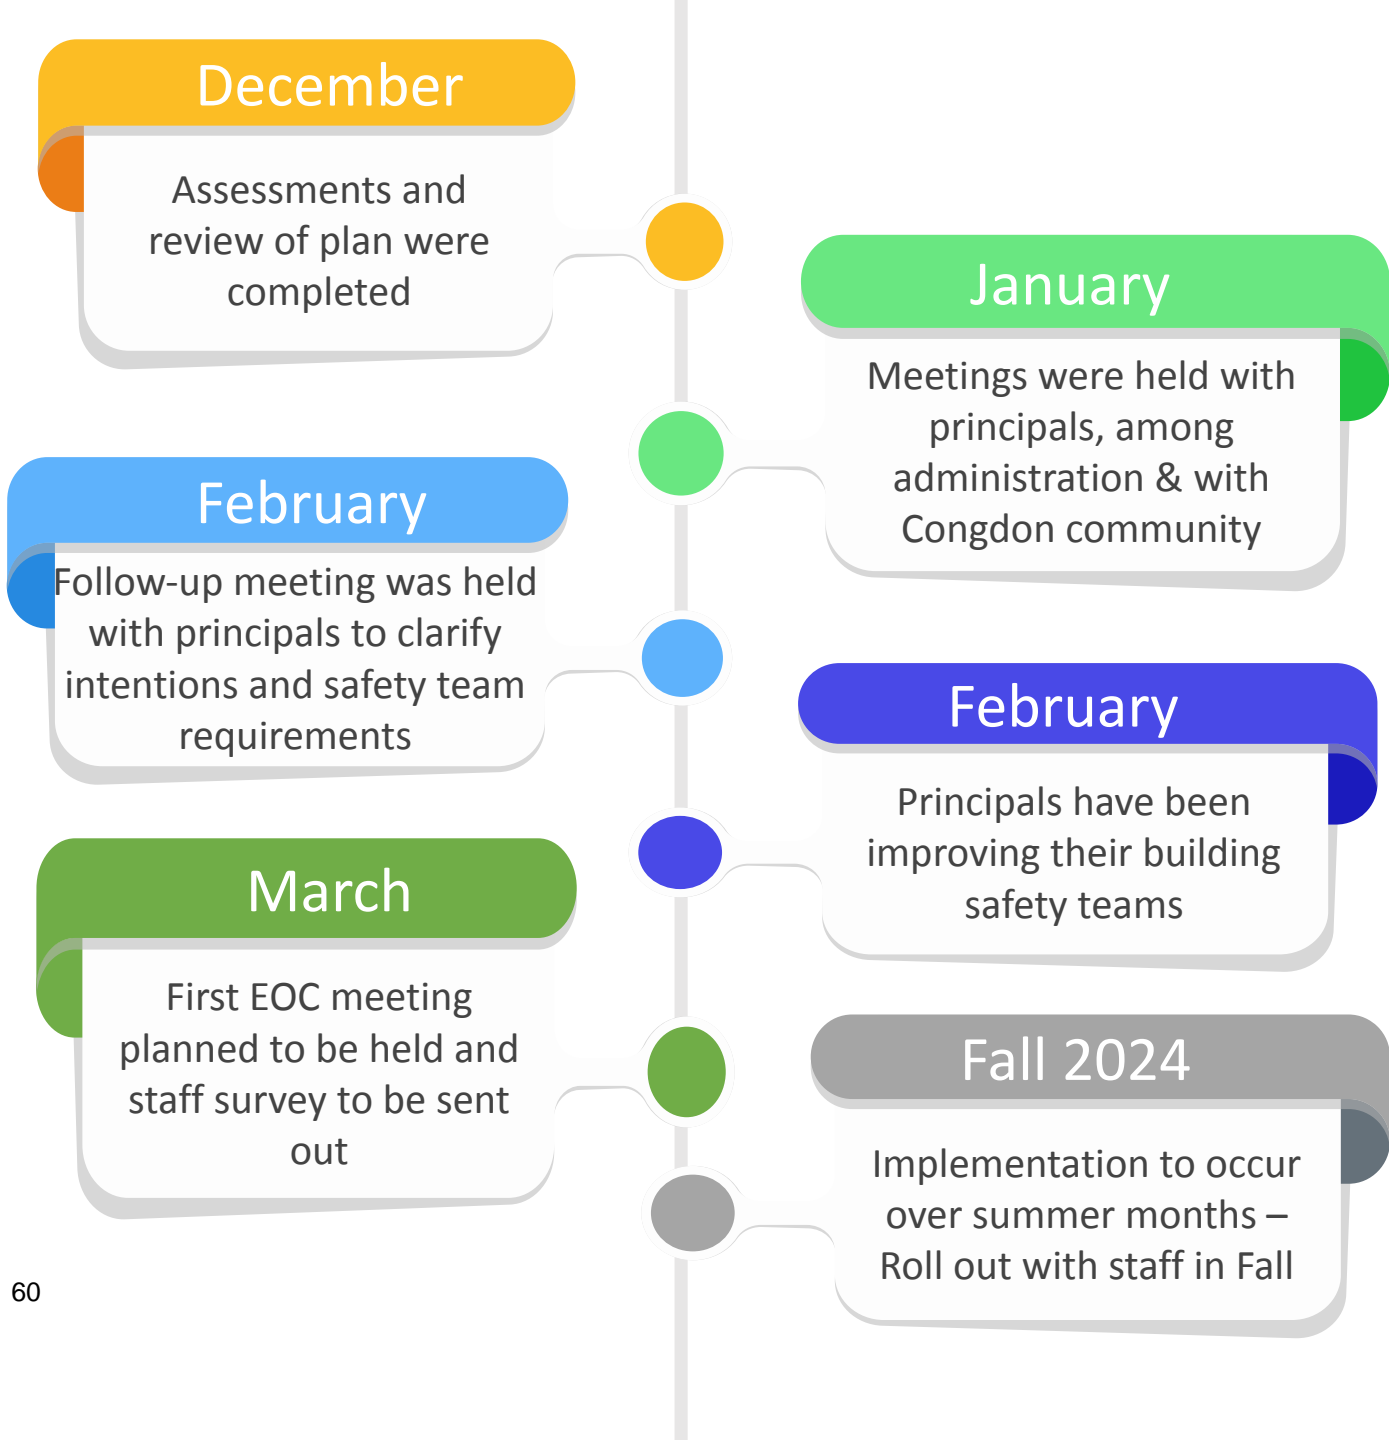 December
Assessments and
review of plan were
completed
January
Meetings were held with
principals, among
administration & with
Congdon community
February
Follow-up meeting was held
with principals to clarify
intentions and safety team
requirements
February
Principals have been
improving their building
safety teams
March
First EOC meeting
planned to be held and
staff survey to be sent
out
Fall 2024
Implementation to occur
over summer months –
Roll out with staff in Fall
60